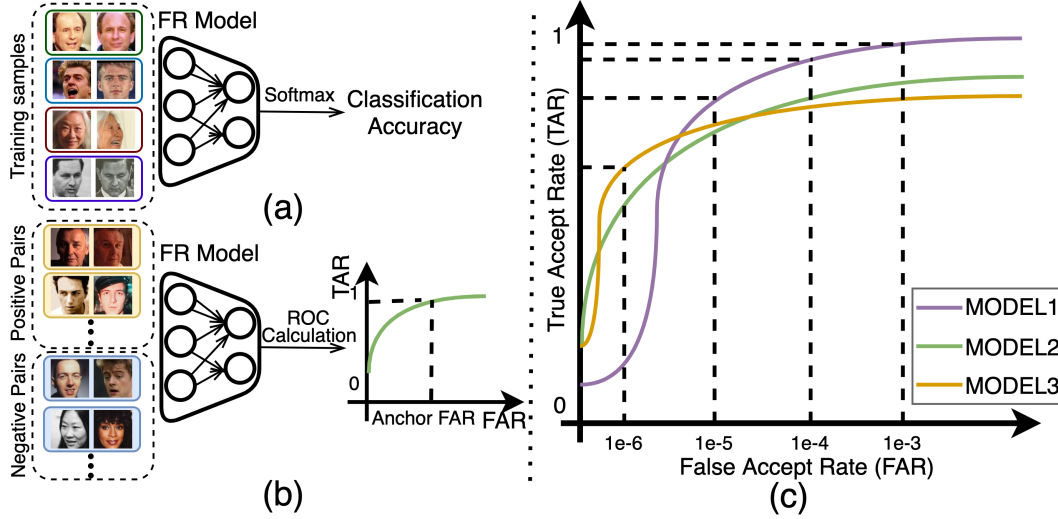 Training samples
FR Model
Softmax
Classification
Accuracy
(a)
Positive Pairs
Negative Pairs
FR Model
ROC
Calculation
TAR
1
0
Anchor FAR
FAR
(b)
True Accept Rate (TAR)
1
0
1e-6
1e-5
1e-4
1e-3
False Accept Rate (FAR)
MODEL1
MODEL2
MODEL3
(c)